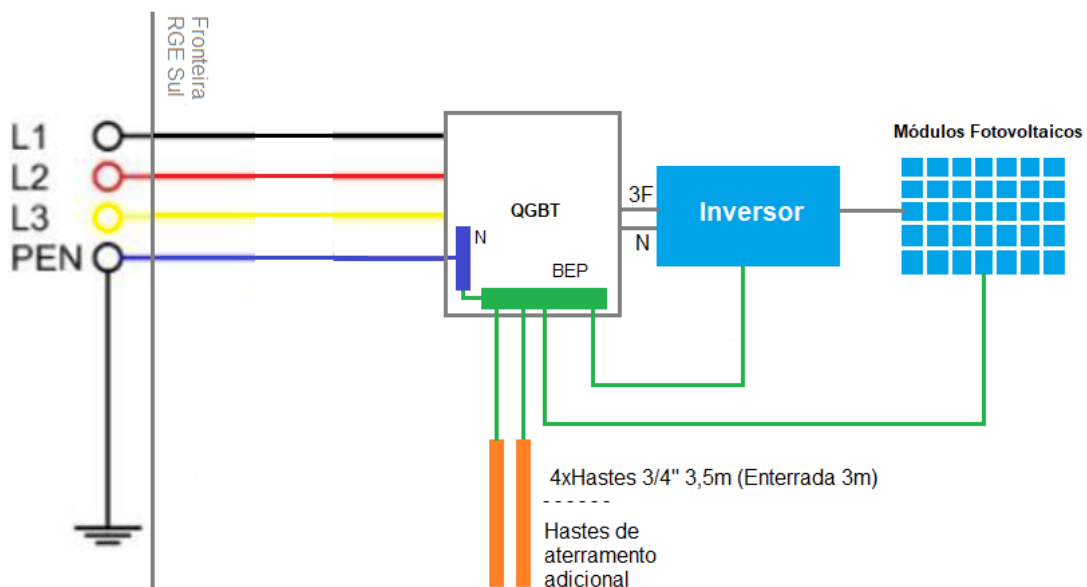 Fronteira
RGE Sul
L1
L2
L3
PEN
QGBT
N
BEP
3F
N
Inversor
Módulos Fotovoltaicos
4xHastes 3/4" 3,5m (Enterrada 3m)
Hastes de
aterramento
adicional